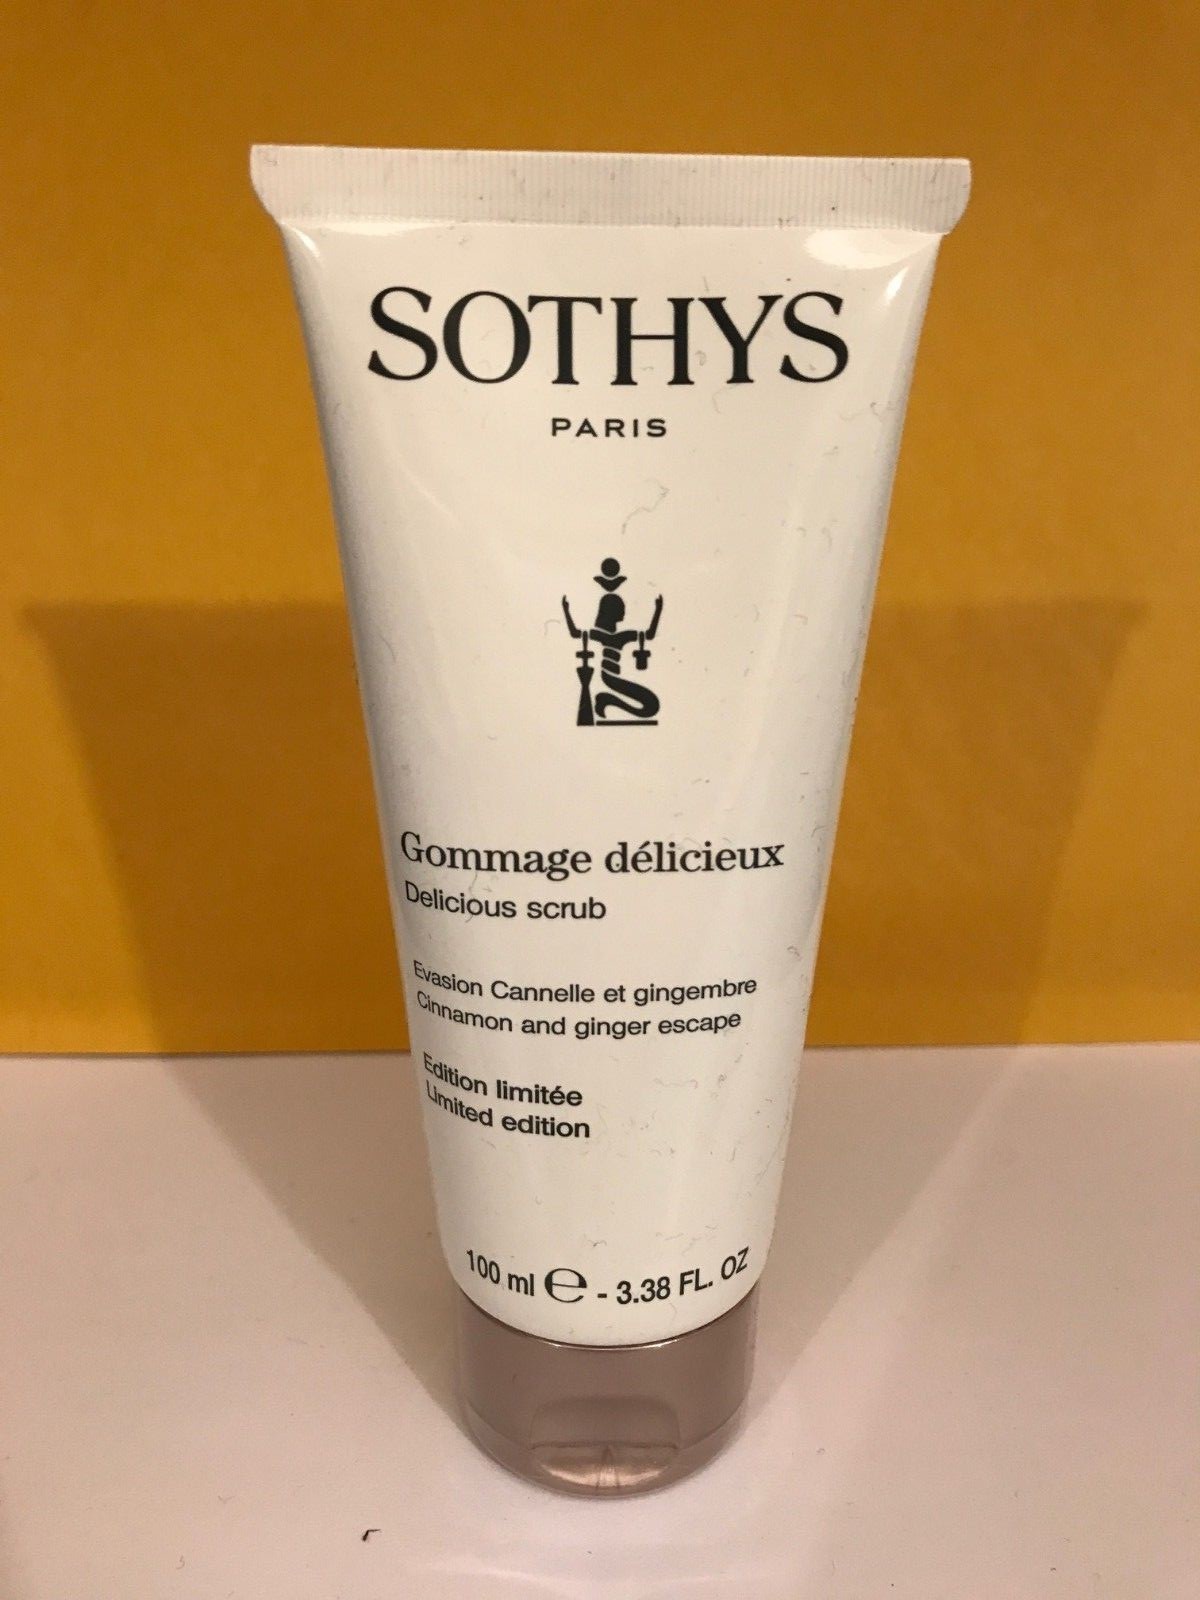 SOTHYS
PARIS
Gommage délicieux
Delicious scrub
Evasion Cannelle et gingembre
Cinnamon and ginger escape
Edition limitée
Limited edition
100 ml ℮ - 3.38 FL. OZ